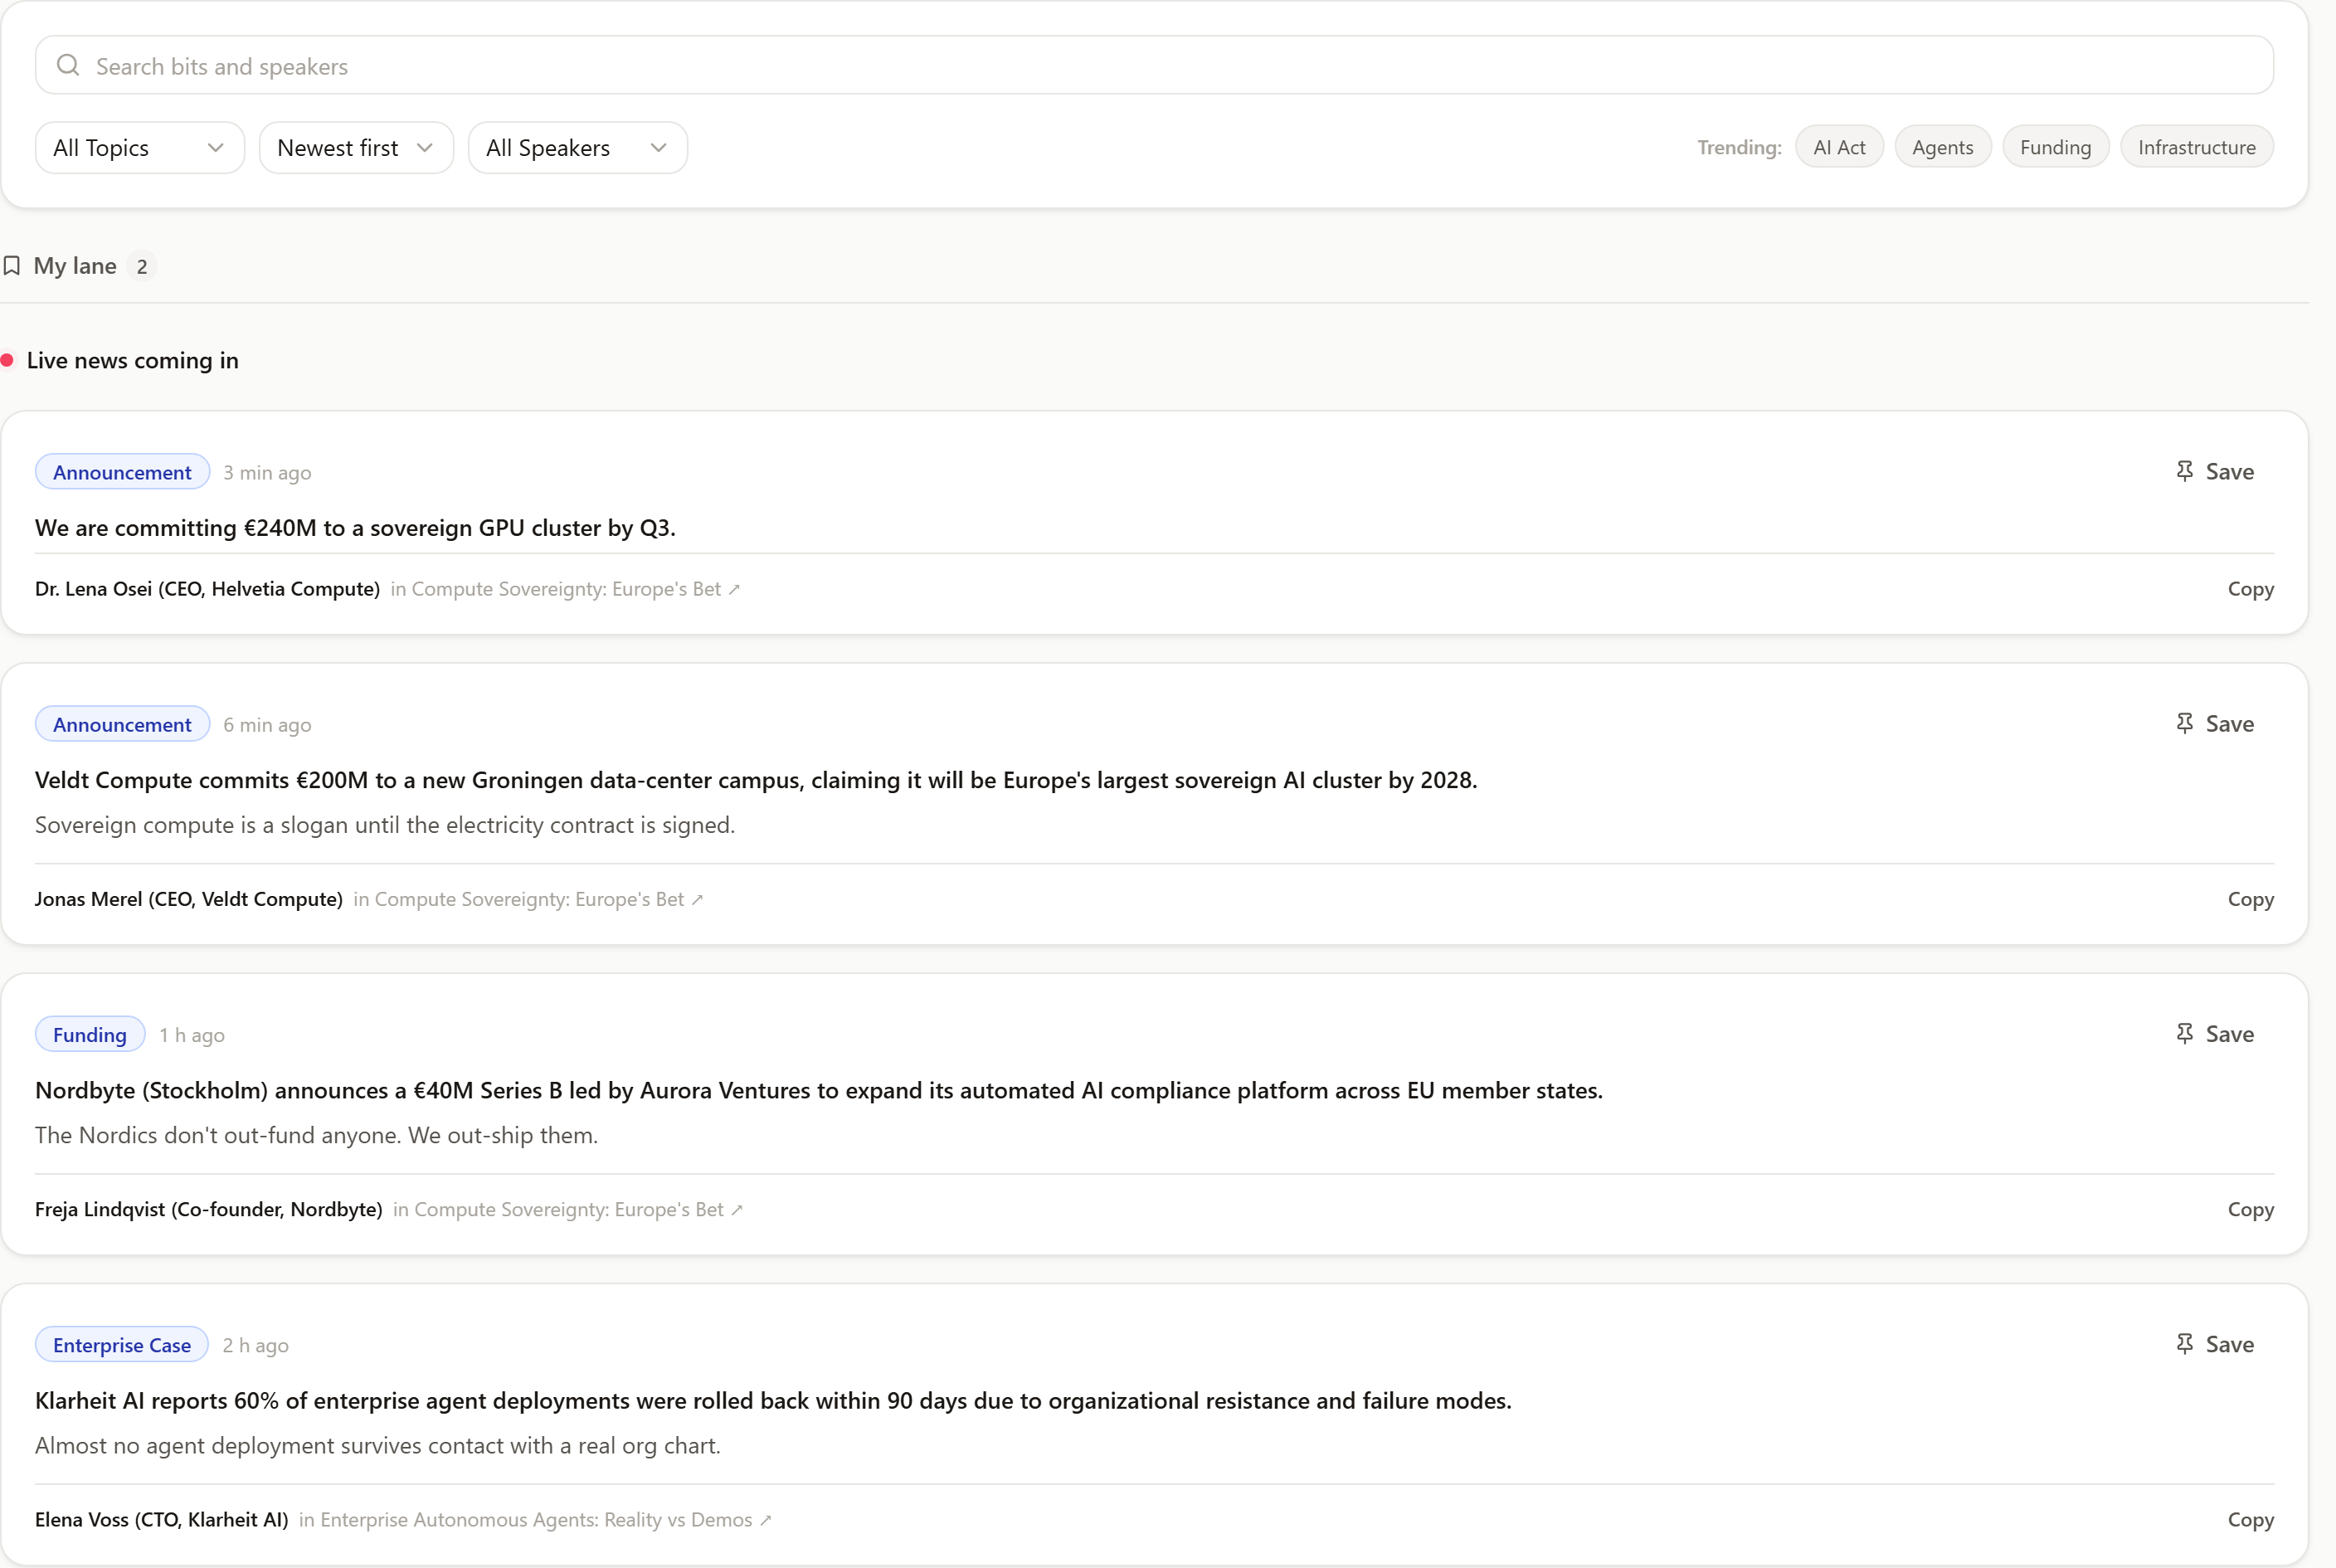 Search bits and speakers
All Topics Newest first All Speakers Trending: AI Act Agents Funding Infrastructure
My lane 2
Live news coming in
Announcement 3 min ago Save
We are committing €240M to a sovereign GPU cluster by Q3.
Dr. Lena Osei (CEO, Helvetia Compute) in Compute Sovereignty: Europe's Bet ↗ Copy
Announcement 6 min ago Save
Veldt Compute commits €200M to a new Groningen data-center campus, claiming it will be Europe's largest sovereign AI cluster by 2028.
Sovereign compute is a slogan until the electricity contract is signed.
Jonas Merel (CEO, Veldt Compute) in Compute Sovereignty: Europe's Bet ↗ Copy
Funding 1 h ago Save
Nordbyte (Stockholm) announces a €40M Series B led by Aurora Ventures to expand its automated AI compliance platform across EU member states.
The Nordics don't out-fund anyone. We out-ship them.
Freja Lindqvist (Co-founder, Nordbyte) in Compute Sovereignty: Europe's Bet ↗ Copy
Enterprise Case 2 h ago Save
Klarheit AI reports 60% of enterprise agent deployments were rolled back within 90 days due to organizational resistance and failure modes.
Almost no agent deployment survives contact with a real org chart.
Elena Voss (CTO, Klarheit AI) in Enterprise Autonomous Agents: Reality vs Demos ↗ Copy